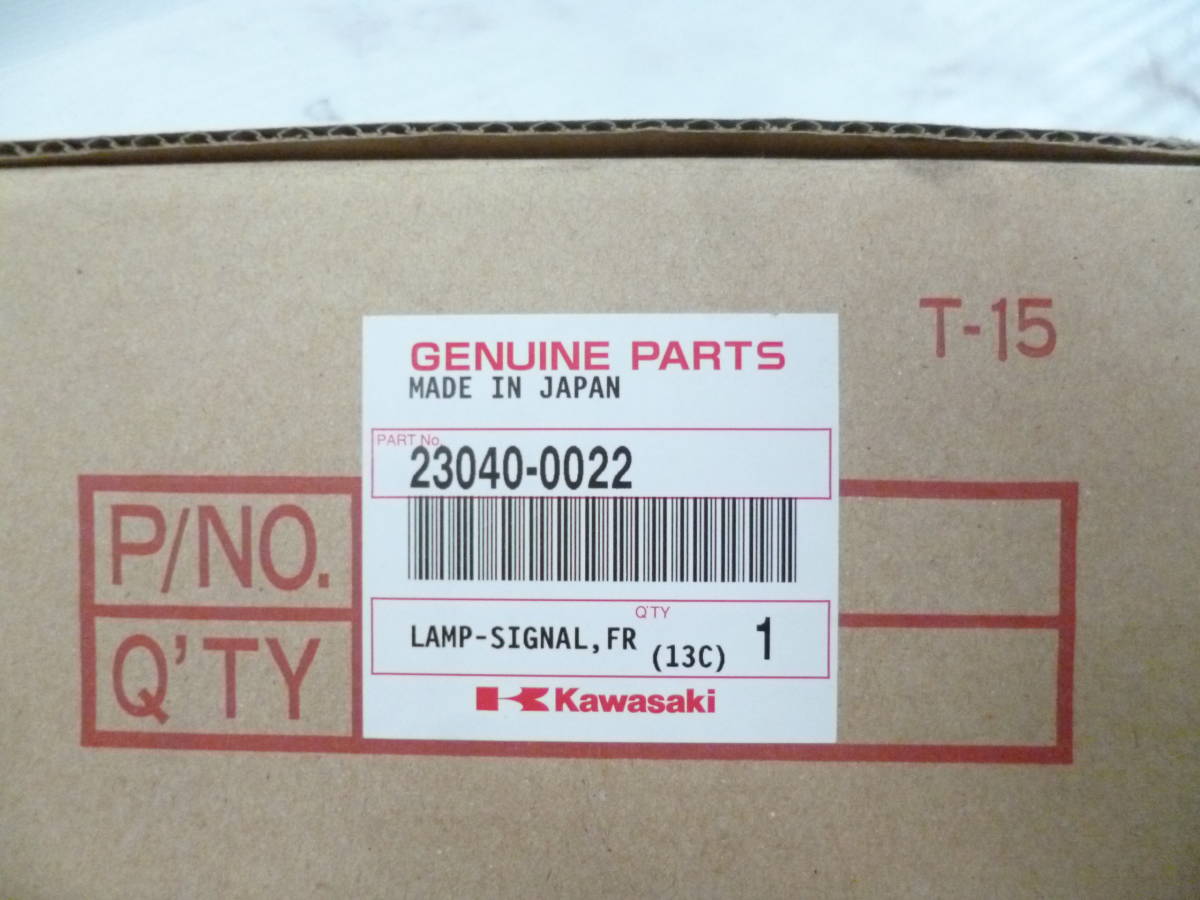 T-15
GENUINE PARTS
MADE IN JAPAN
PART No.
23040-0022
P/NO.
Q'TY
Q'TY
LAMP-SIGNAL,FR (13C) 1
Kawasaki